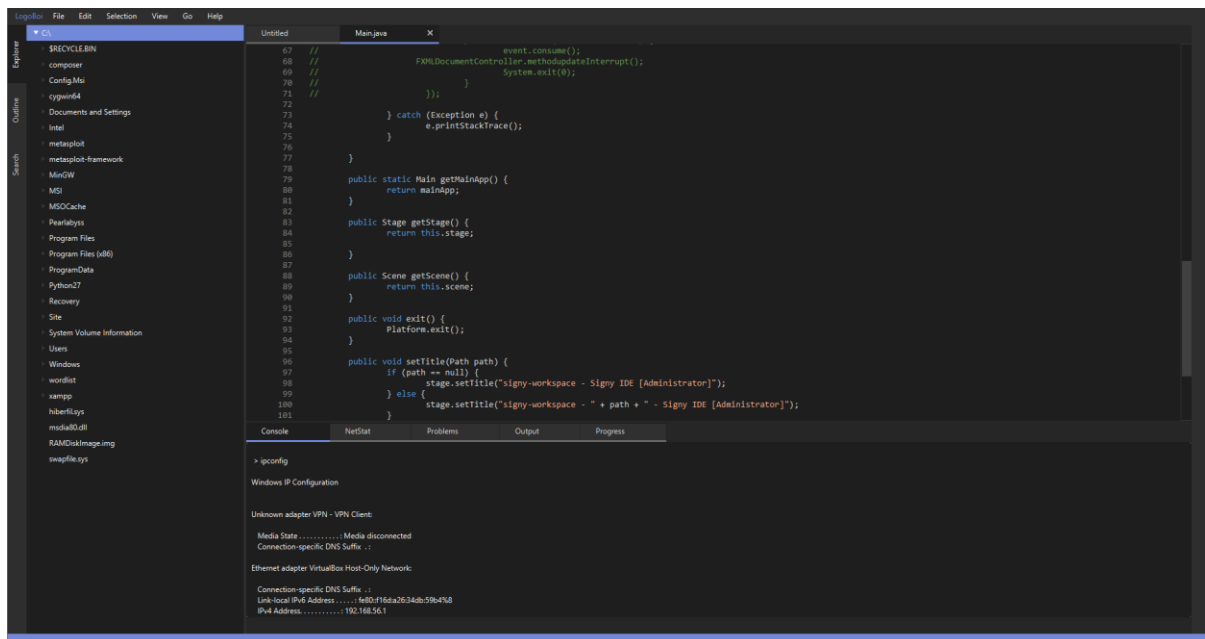 LogoBoi File Edit Selection View Go Help
Explorer
Outline
Search
C:\
$RECYCLE.BIN
composer
Config.Msi
cygwin64
Documents and Settings
Intel
metasploit
metasploit-framework
MinGW
MSI
MSOCache
Pearlabyss
Program Files
Program Files (x86)
ProgramData
Python27
Recovery
Site
System Volume Information
Users
Windows
wordlist
xampp
hiberfil.sys
msdia80.dll
RAMDiskImage.img
swapfile.sys
Untitled Main.java ✕
67 // event.consume();
68 // FXMLDocumentController.methodupdateInterrupt();
69 // System.exit(0);
70 // }
71 // });
72
73 } catch (Exception e) {
74 e.printStackTrace();
75 }
76
77 }
78
79 public static Main getMainApp() {
80 return mainApp;
81 }
82
83 public Stage getStage() {
84 return this.stage;
85
86 }
87
88 public Scene getScene() {
89 return this.scene;
90 }
91
92 public void exit() {
93 Platform.exit();
94 }
95
96 public void setTitle(Path path) {
97 if (path == null) {
98 stage.setTitle("signy-workspace - Signy IDE [Administrator]");
99 } else {
100 stage.setTitle("signy-workspace - " + path + " - Signy IDE [Administrator]");
101 }
Console NetStat Problems Output Progress
> ipconfig
Windows IP Configuration
Unknown adapter VPN - VPN Client:
Media State . . . . . . . . . . . : Media disconnected
Connection-specific DNS Suffix . :
Ethernet adapter VirtualBox Host-Only Network:
Connection-specific DNS Suffix . :
Link-local IPv6 Address . . . . . : fe80::f16d:a26:34db:59b4%8
IPv4 Address. . . . . . . . . . . : 192.168.56.1